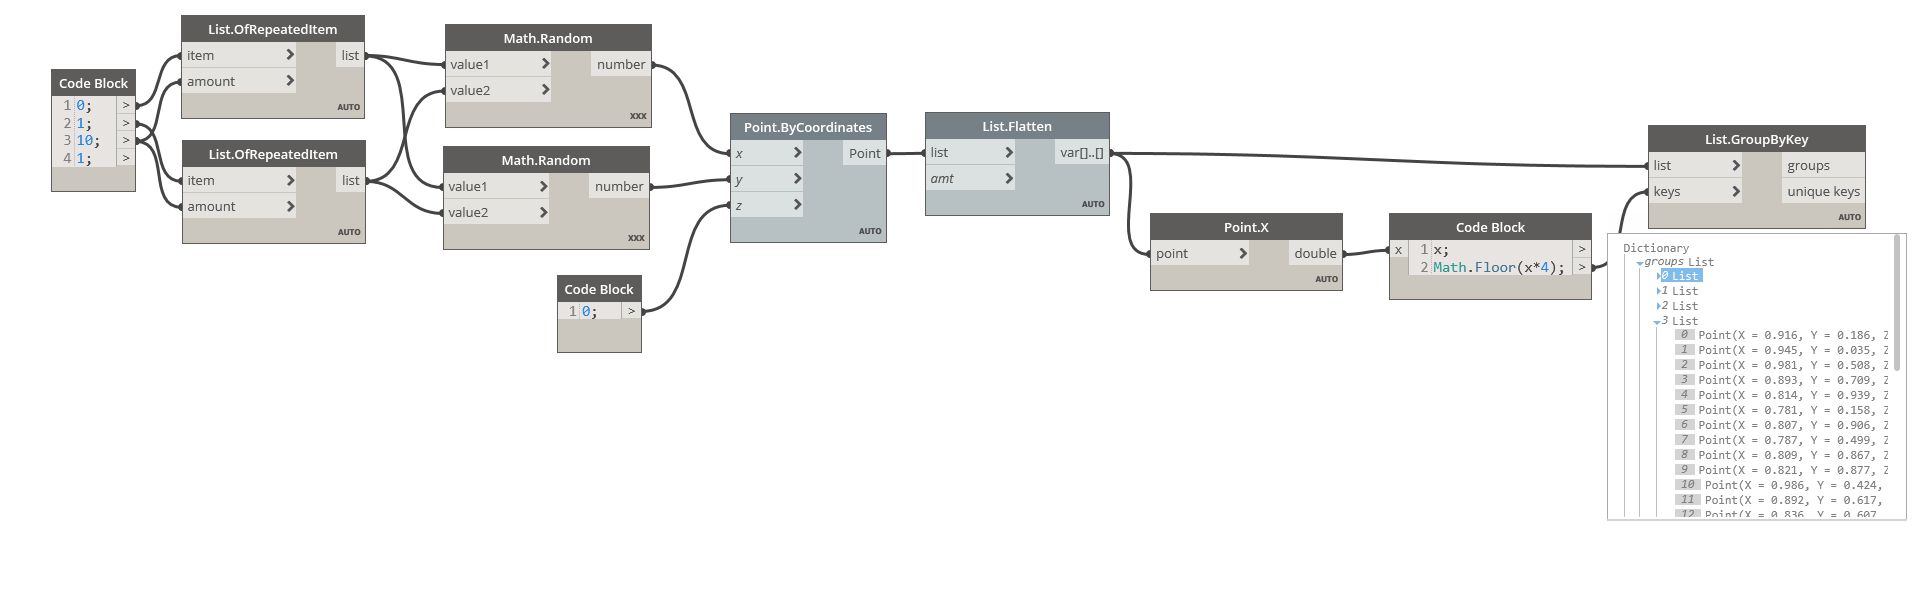 Code Block
1 0; >
2 1; >
3 10; >
4 1; >
List.OfRepeatedItem
item > list
amount >
AUTO
List.OfRepeatedItem
item > list
amount >
AUTO
Math.Random
value1 > number
value2 >
XXX
Math.Random
value1 > number
value2 >
XXX
Code Block
1 0; >
Point.ByCoordinates
x > Point
y >
z >
AUTO
List.Flatten
list > var[]..[]
amt >
AUTO
Point.X
point > double
AUTO
Code Block
x 1 x; >
2 Math.Floor(x*4); >
List.GroupByKey
list > groups
keys > unique keys
AUTO
Dictionary
groups List
0 List
1 List
2 List
3 List
0 Point(X = 0.916, Y = 0.186, Z
1 Point(X = 0.945, Y = 0.035, Z
2 Point(X = 0.981, Y = 0.508, Z
3 Point(X = 0.893, Y = 0.709, Z
4 Point(X = 0.814, Y = 0.939, Z
5 Point(X = 0.781, Y = 0.158, Z
6 Point(X = 0.807, Y = 0.906, Z
7 Point(X = 0.787, Y = 0.499, Z
8 Point(X = 0.809, Y = 0.867, Z
9 Point(X = 0.821, Y = 0.877, Z
10 Point(X = 0.986, Y = 0.424,
11 Point(X = 0.892, Y = 0.617,
12 Point(X = 0.836, Y = 0.607,